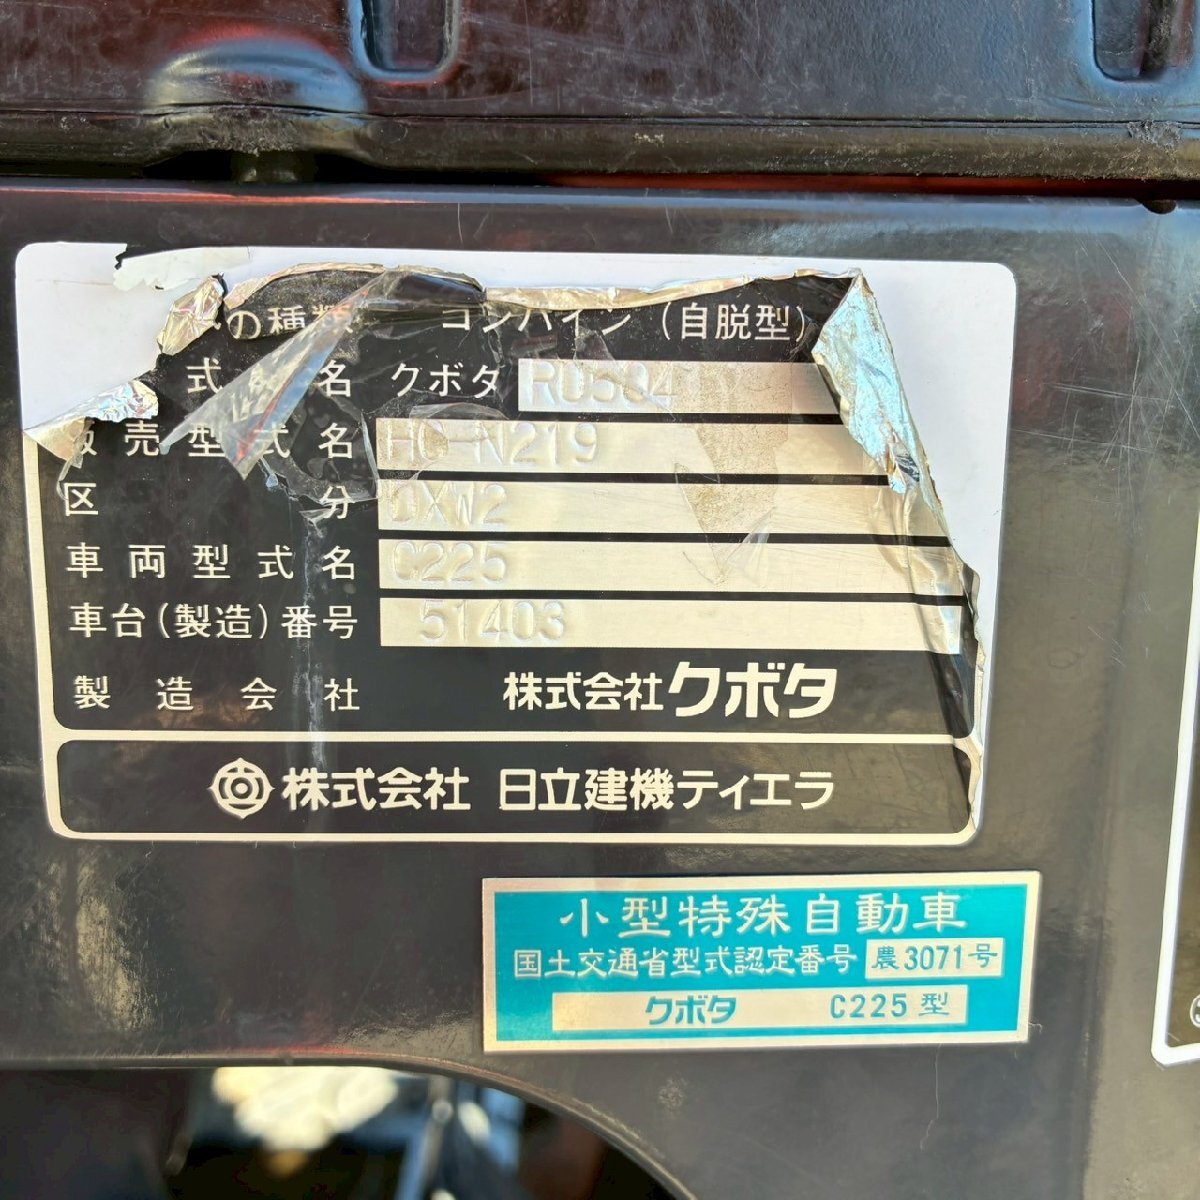 の種類 コンバイン（自脱型）
式 名 クボタ R0504
販売型式名 HC-N219
区分 DXW2
車両型式名 C225
車台(製造)番号 51403
製造会社 株式会社クボタ
株式会社 日立建機ティエラ
小型特殊自動車
国土交通省型式認定番号 農3071号
クボタ C225型